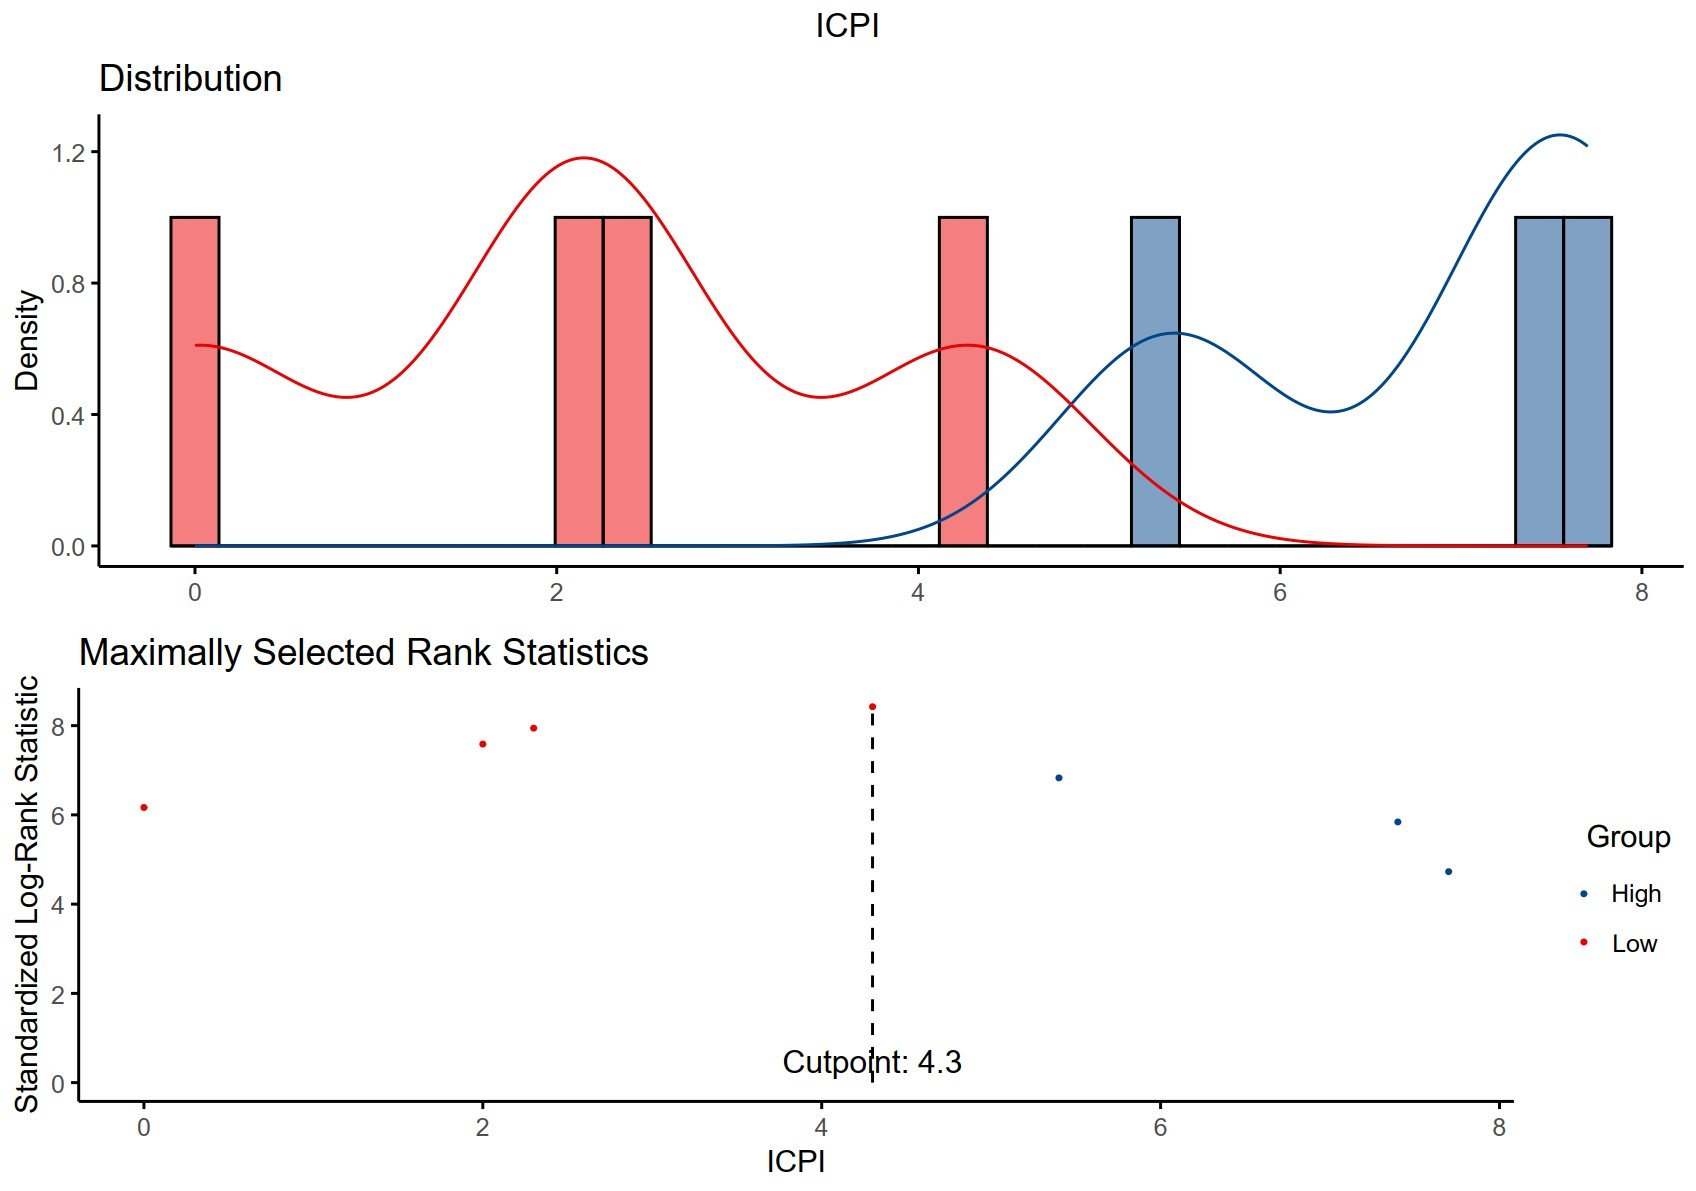 ICPI
Distribution
Density
1.2
0.8
0.4
0.0
0 2 4 6 8
Maximally Selected Rank Statistics
Standardized Log-Rank Statistic
8
6
4
2
0
Cutpoint: 4.3
0 2 4 6 8
ICPI
Group
High
Low